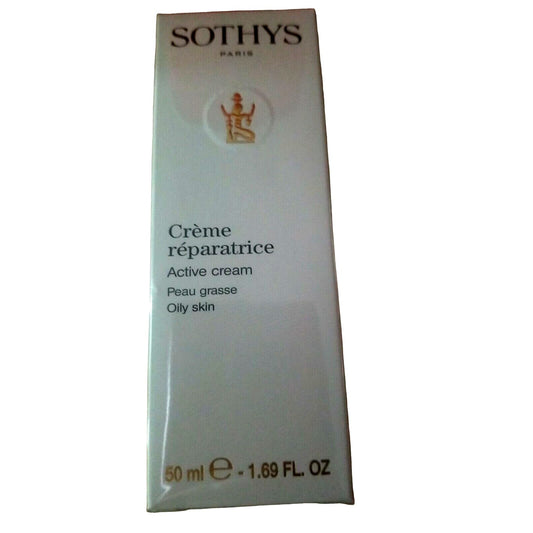 SOTHYS
PARIS
Crème
réparatrice
Active cream
Peau grasse
Oily skin
50 ml ℮ - 1.69 FL. OZ